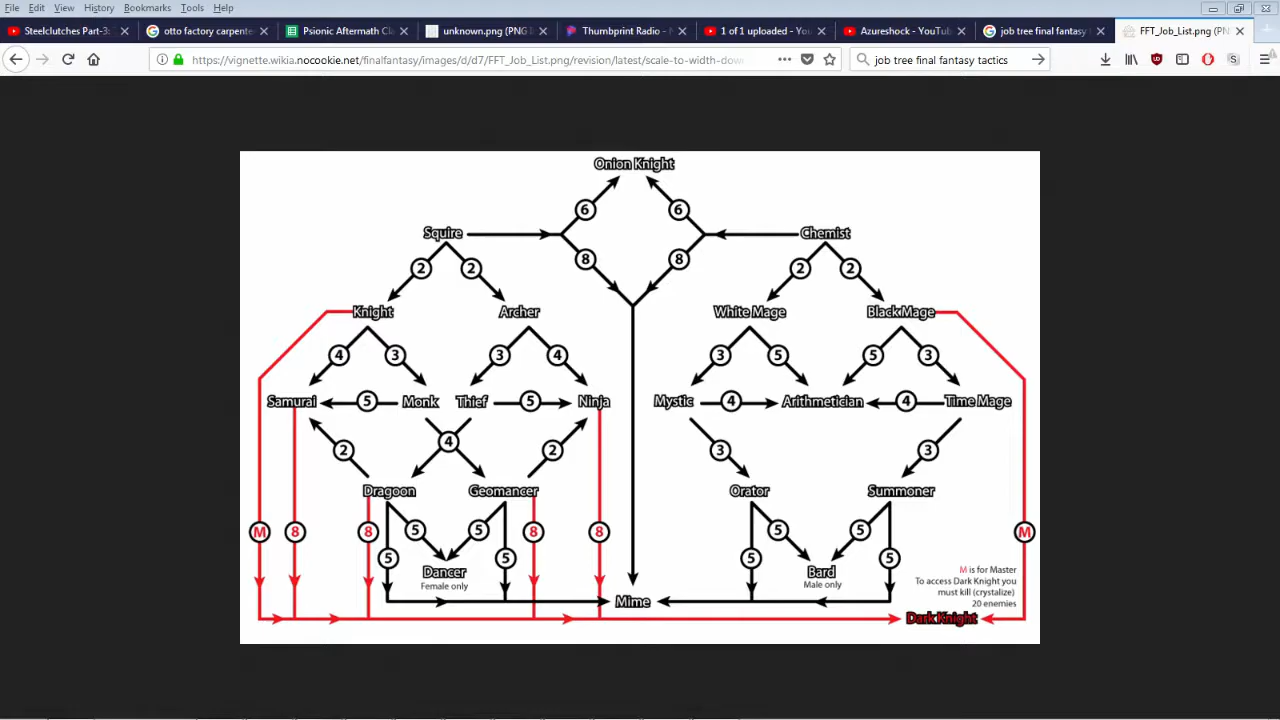 File Edit View History Bookmarks Tools Help
Steelclutches Part-3:
otto factory carpente
Psionic Aftermath Cl
unknown.png (PNG I
Thumbprint Radio - N
1 of 1 uploaded - You
Azureshock - YouTub
job tree final fantasy t
FFT_Job_List.png (PN
https://vignette.wikia.nocookie.net/finalfantasy/images/d/d7/FFT_Job_List.png/revision/latest/scale-to-width-dow
job tree final fantasy tactics
Onion Knight
6 6
Squire Chemist
8 8
2 2 2 2
Knight Archer White Mage Black Mage
4 3 3 4 3 5 5 3
Samurai 5 Monk Thief 5 Ninja Mystic 4 Arithmetician 4 Time Mage
2 4 2 3 3
Dragoon Geomancer Orator Summoner
M 8 8 5 5 8 8 5 5 M
5 5 5 5
Dancer Bard
Female only Male only
M is for Master
To access Dark Knight you
must kill (crystalize)
20 enemies
Mime
Dark Knight